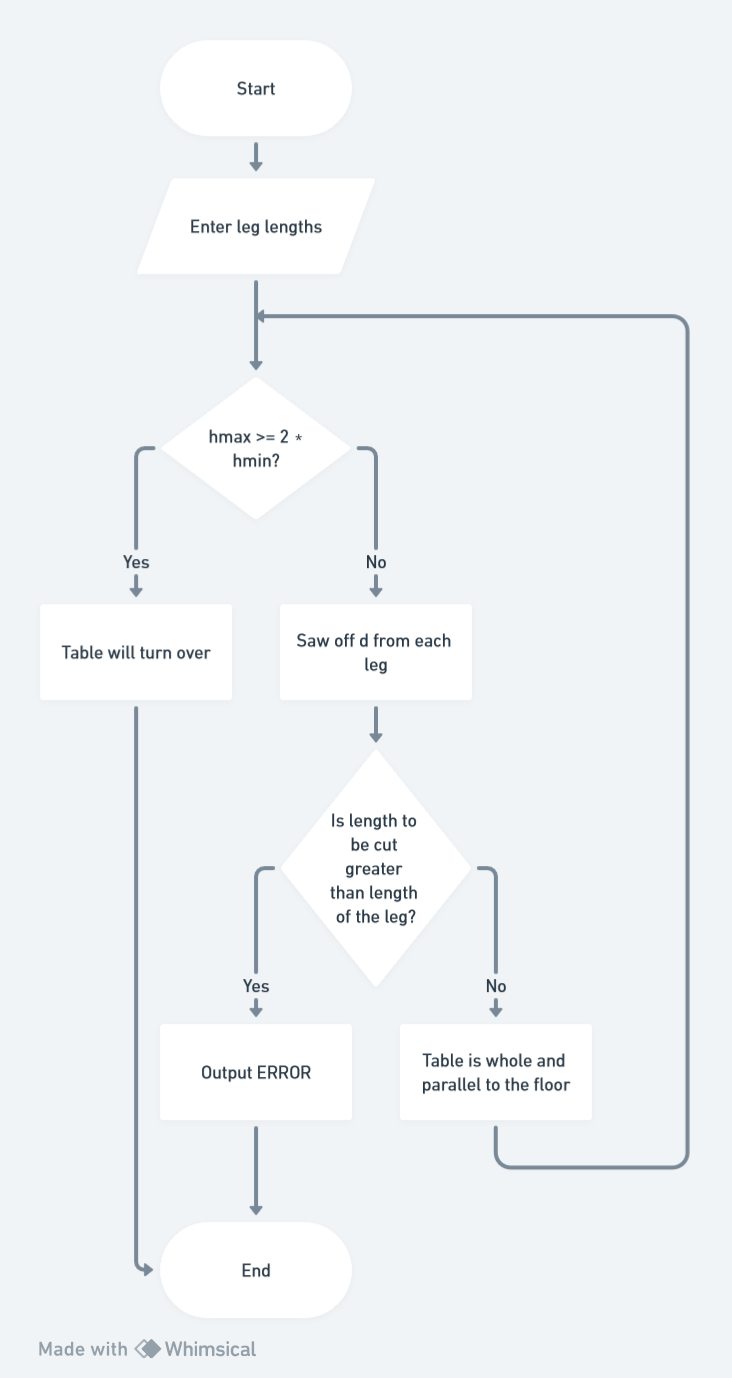 Start
Enter leg lengths
hmax >= 2 *
hmin?
Yes
No
Table will turn over
Saw off d from each
leg
Is length to
be cut
greater
than length
of the leg?
Yes
No
Output ERROR
Table is whole and
parallel to the floor
End
Made with Whimsical